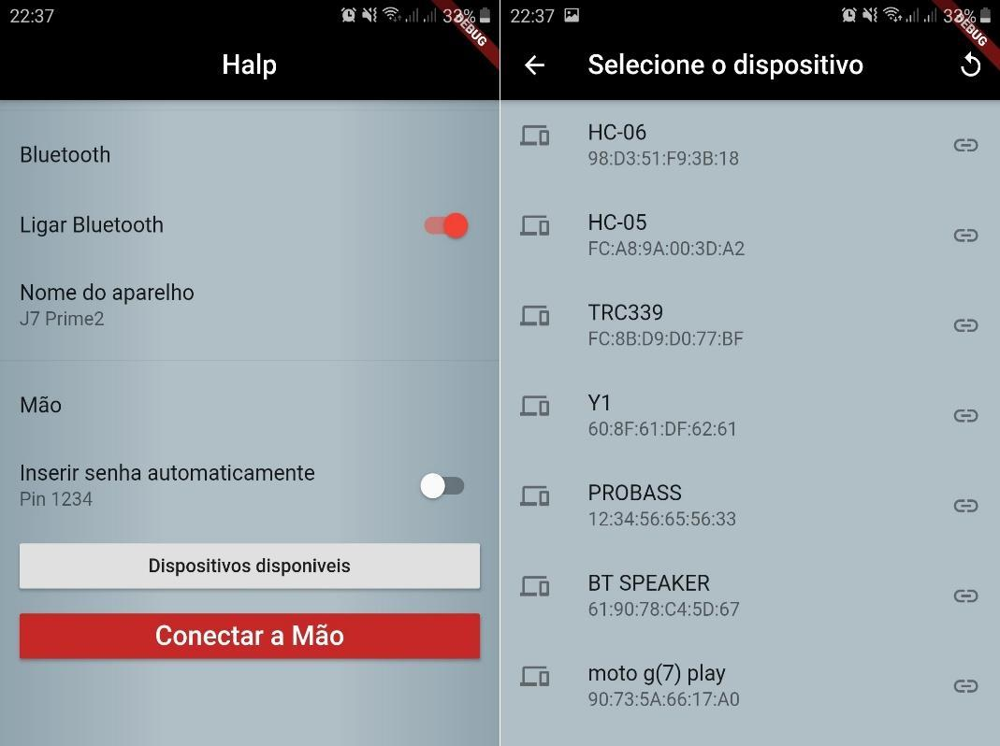 22:37
33%
DEBUG
Halp
Bluetooth
Ligar Bluetooth
Nome do aparelho
J7 Prime2
Mão
Inserir senha automaticamente
Pin 1234
Dispositivos disponiveis
Conectar a Mão
22:37
33%
DEBUG
Selecione o dispositivo
HC-06
98:D3:51:F9:3B:18
HC-05
FC:A8:9A:00:3D:A2
TRC339
FC:8B:D9:D0:77:BF
Y1
60:8F:61:DF:62:61
PROBASS
12:34:56:65:56:33
BT SPEAKER
61:90:78:C4:5D:67
moto g(7) play
90:73:5A:66:17:A0